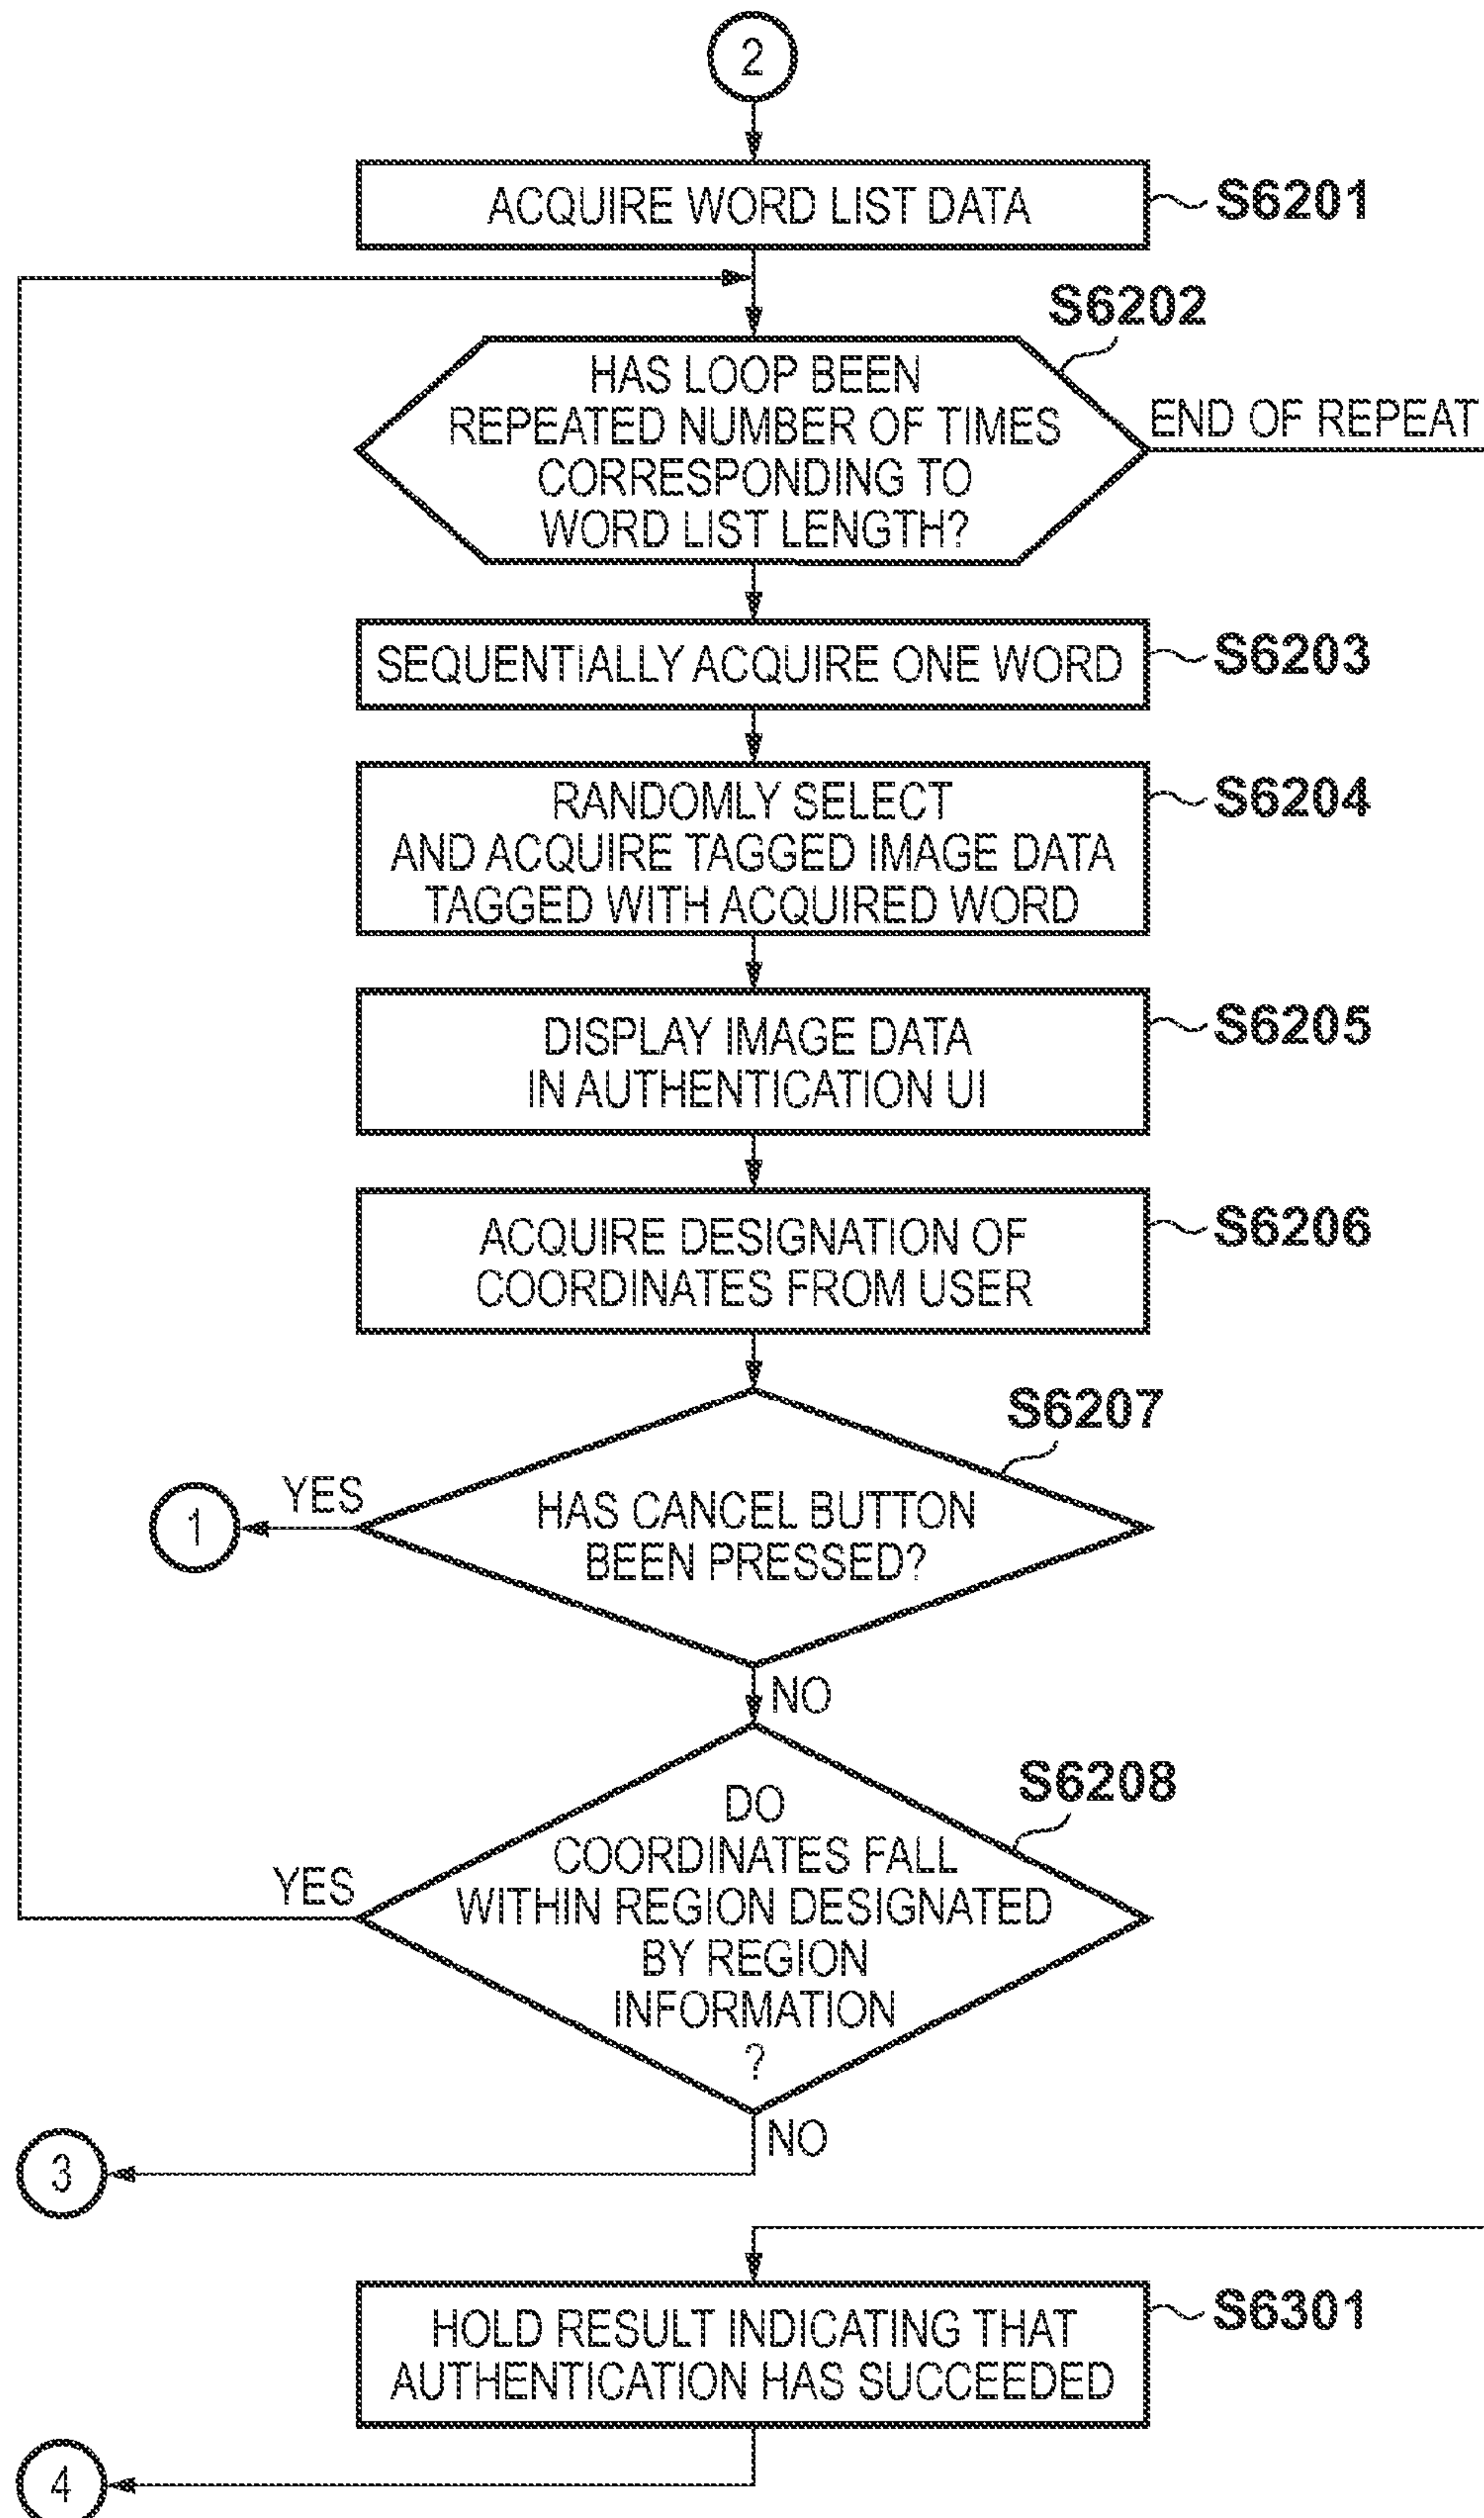 2
ACQUIRE WORD LIST DATA
S6201
S6202
HAS LOOP BEEN
REPEATED NUMBER OF TIMES
CORRESPONDING TO
WORD LIST LENGTH?
END OF REPEAT
SEQUENTIALLY ACQUIRE ONE WORD
S6203
RANDOMLY SELECT
AND ACQUIRE TAGGED IMAGE DATA
TAGGED WITH ACQUIRED WORD
S6204
DISPLAY IMAGE DATA
IN AUTHENTICATION UI
S6205
ACQUIRE DESIGNATION OF
COORDINATES FROM USER
S6206
S6207
HAS CANCEL BUTTON
BEEN PRESSED?
YES
1
NO
S6208
DO
COORDINATES FALL
WITHIN REGION DESIGNATED
BY REGION
INFORMATION
?
YES
NO
3
HOLD RESULT INDICATING THAT
AUTHENTICATION HAS SUCCEEDED
S6301
4